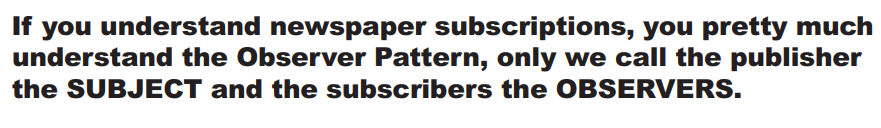 If you understand newspaper subscriptions, you pretty much
understand the Observer Pattern, only we call the publisher
the SUBJECT and the subscribers the OBSERVERS.